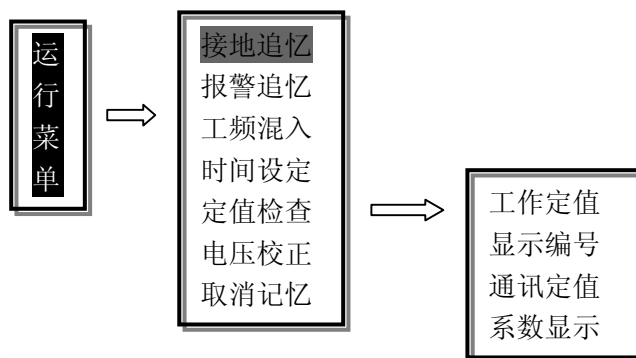 运行菜单
接地追忆
报警追忆
工频混入
时间设定
定值检查
电压校正
取消记忆
工作定值
显示编号
通讯定值
系数显示